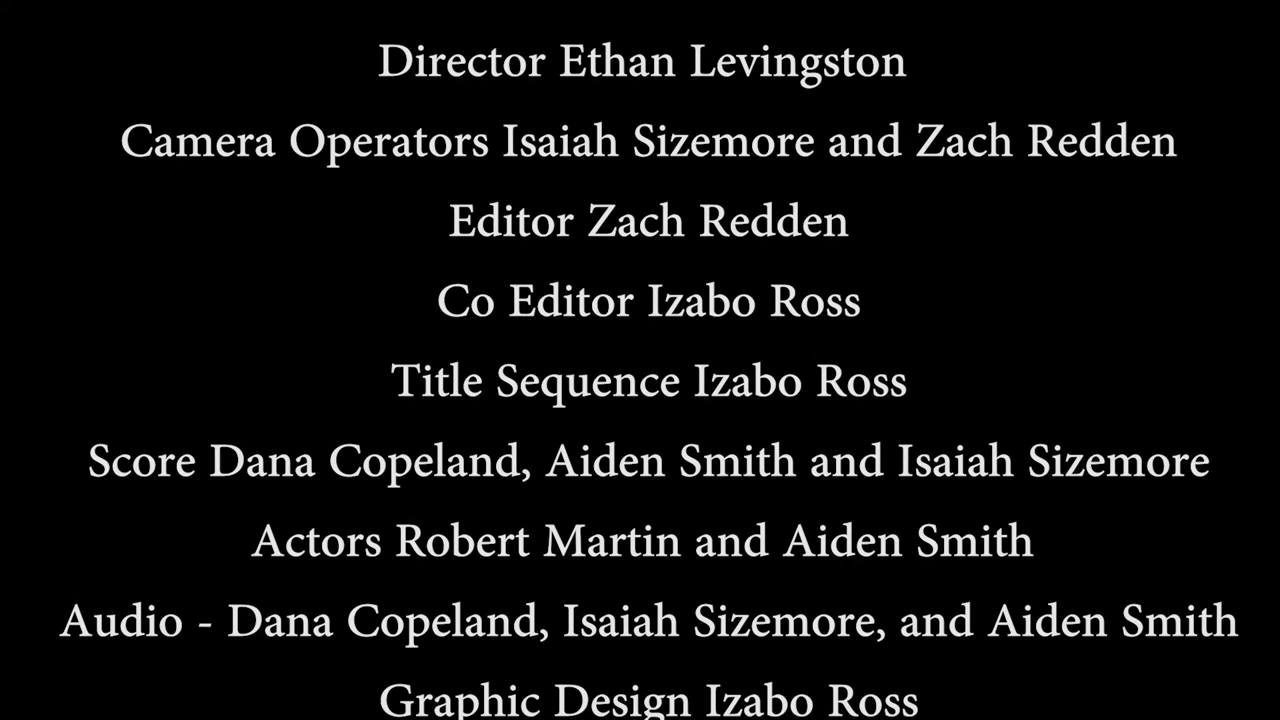 Director Ethan Levingston
Camera Operators Isaiah Sizemore and Zach Redden
Editor Zach Redden
Co Editor Izabo Ross
Title Sequence Izabo Ross
Score Dana Copeland, Aiden Smith and Isaiah Sizemore
Actors Robert Martin and Aiden Smith
Audio - Dana Copeland, Isaiah Sizemore, and Aiden Smith
Graphic Design Izabo Ross